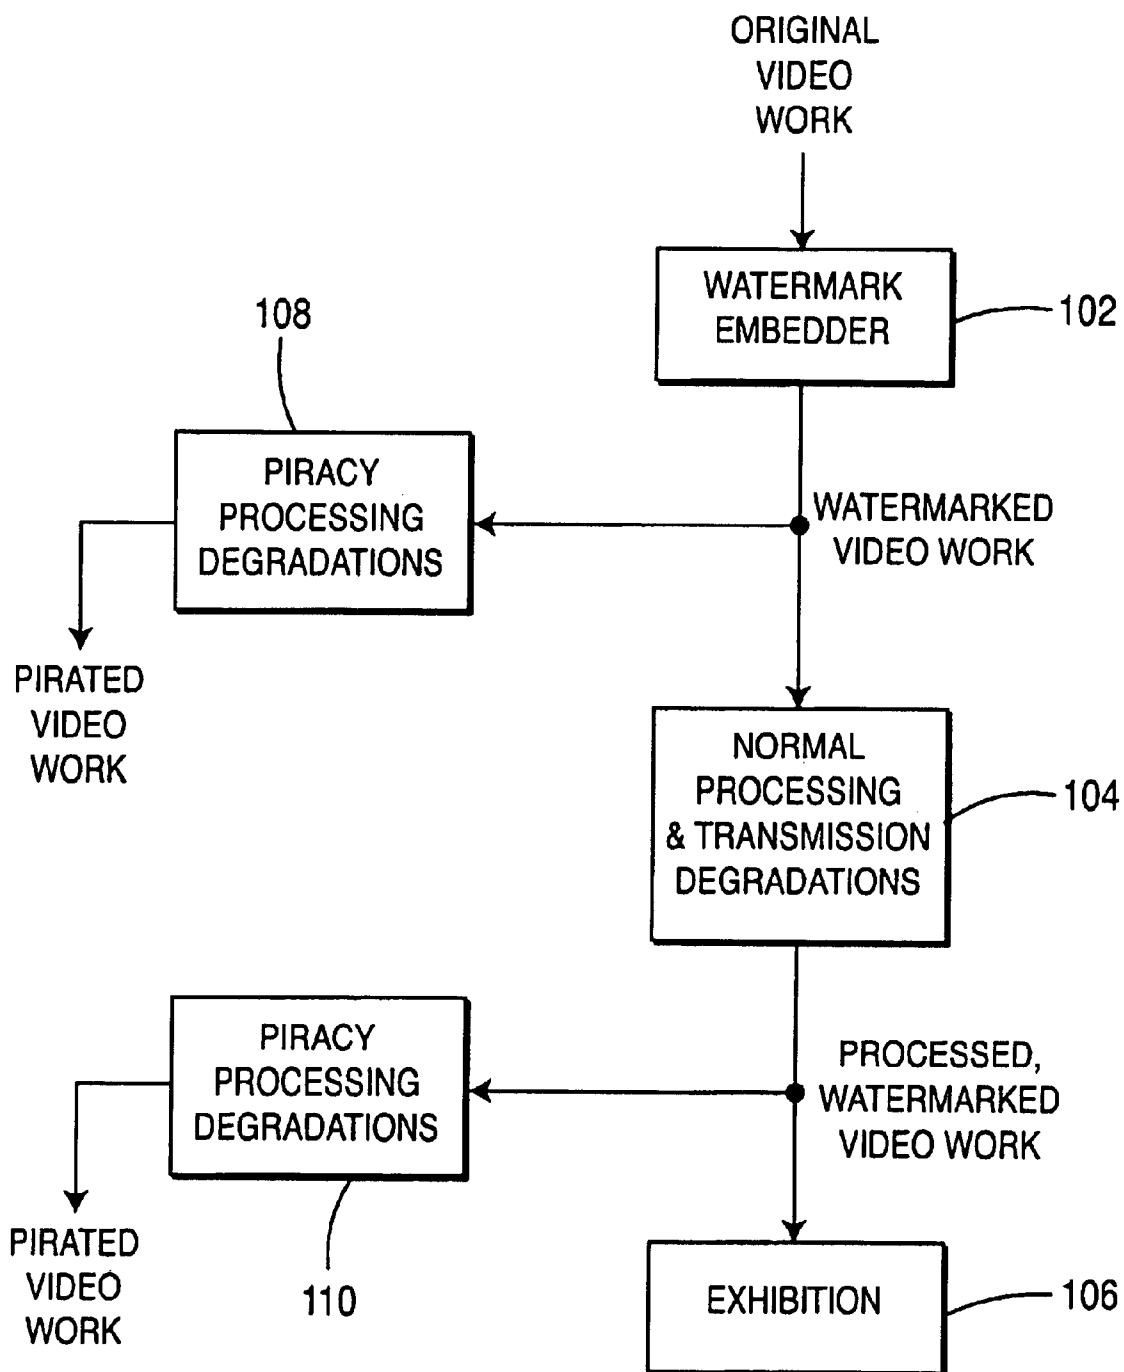 ORIGINAL
VIDEO
WORK
WATERMARK
EMBEDDER
102
108
PIRACY
PROCESSING
DEGRADATIONS
WATERMARKED
VIDEO WORK
PIRATED
VIDEO
WORK
NORMAL
PROCESSING
& TRANSMISSION
DEGRADATIONS
104
PIRACY
PROCESSING
DEGRADATIONS
PROCESSED,
WATERMARKED
VIDEO WORK
PIRATED
VIDEO
WORK
110
EXHIBITION
106